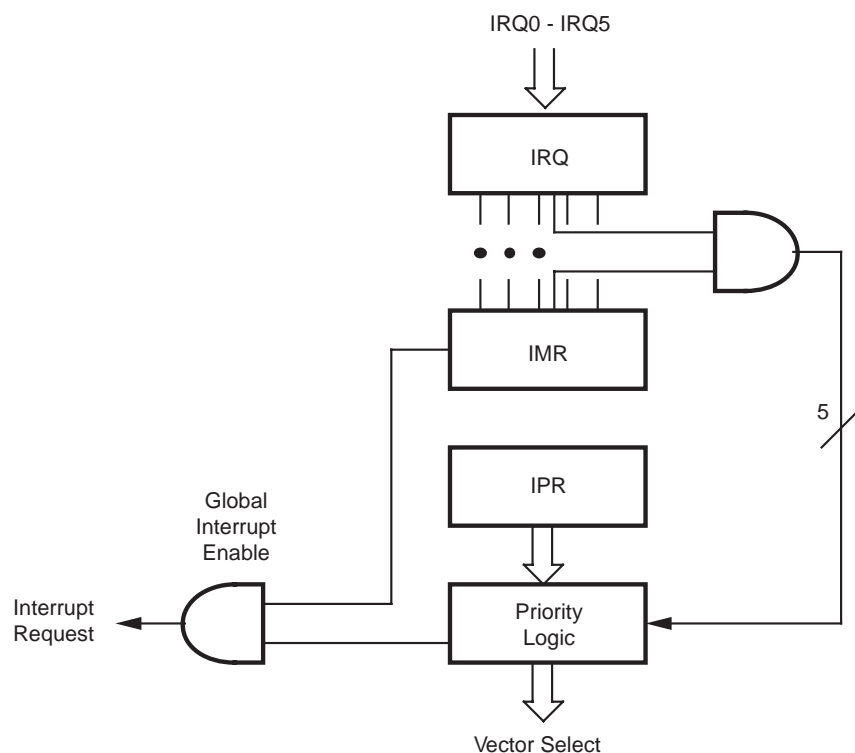 IRQ0 - IRQ5
IRQ
IMR
5
IPR
Global
Interrupt
Enable
Interrupt
Request
Priority
Logic
Vector Select